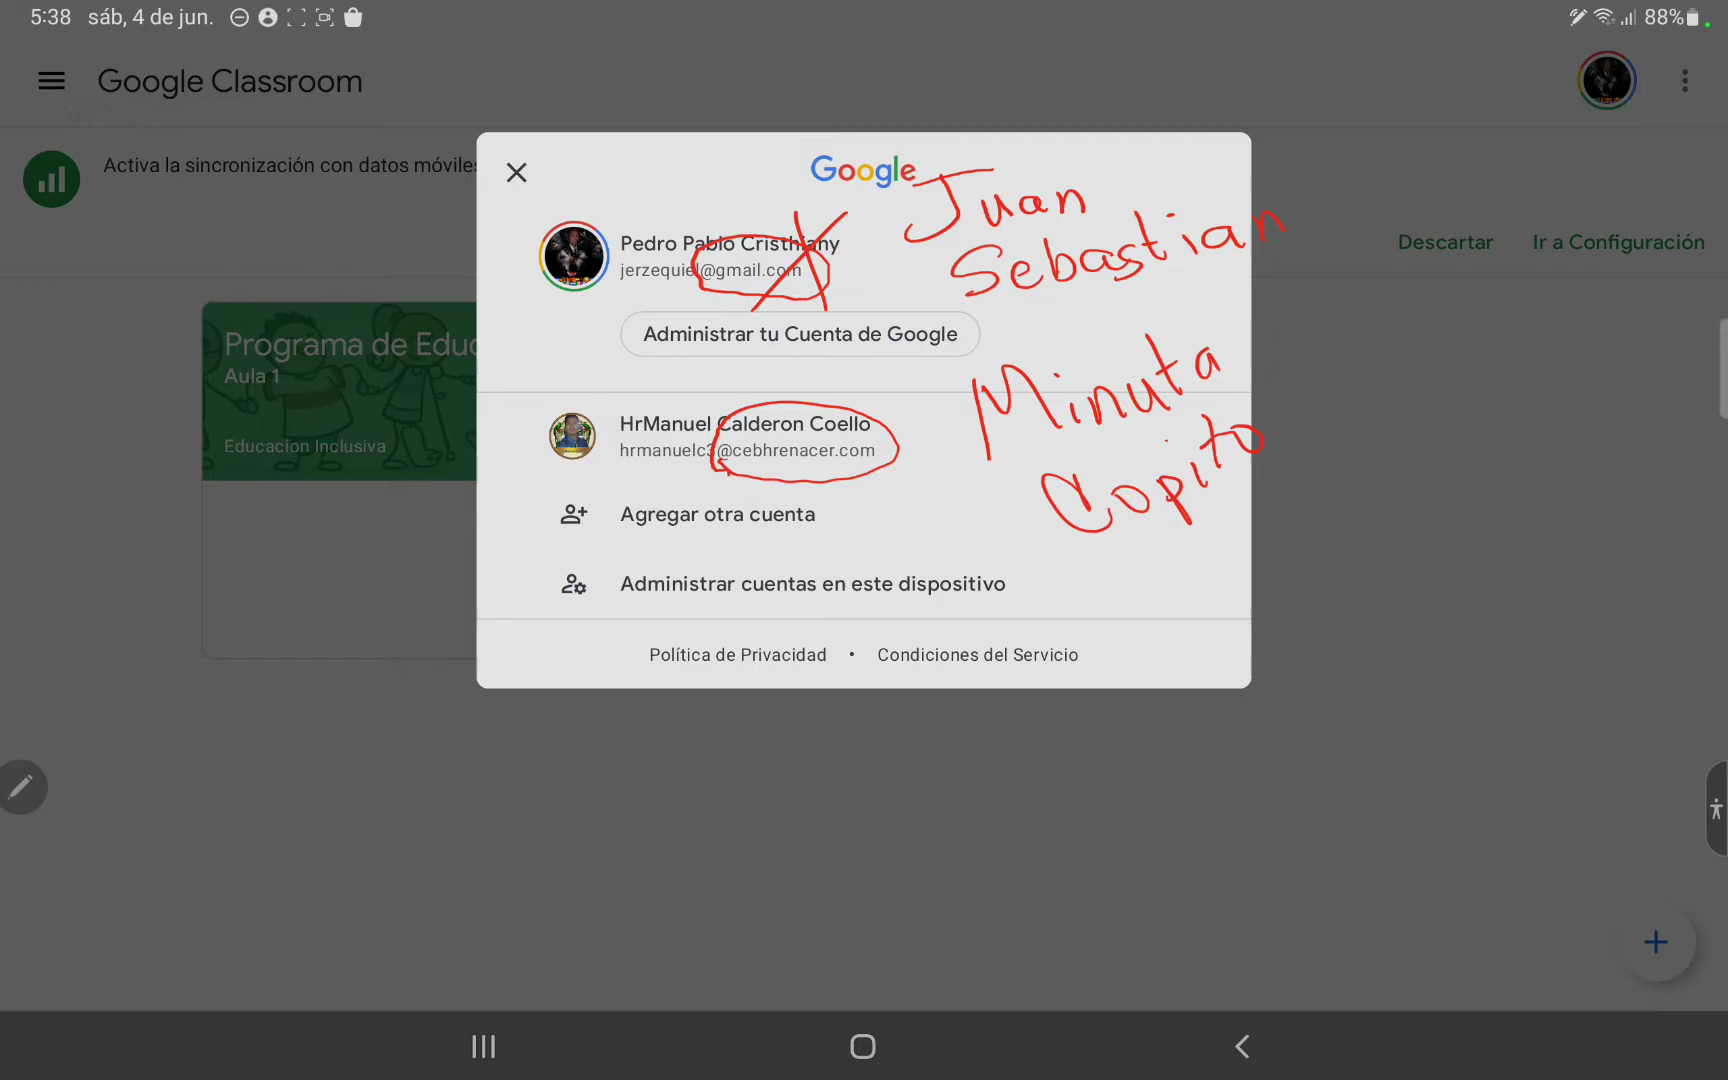 5:38 sáb, 4 de jun. 88%
Google Classroom
Activa la sincronización con datos móviles
Google
Juan
Sebastian
Pedro Pablo Cristhiany
jerzequiel@gmail.com
Descartar Ir a Configuración
Administrar tu Cuenta de Google
Programa de Educ
Aula 1
Educacion Inclusiva
Minuta
Copito
HrManuel Calderon Coello
hrmanuelc3@cebhrenacer.com
Agregar otra cuenta
Administrar cuentas en este dispositivo
Política de Privacidad • Condiciones del Servicio